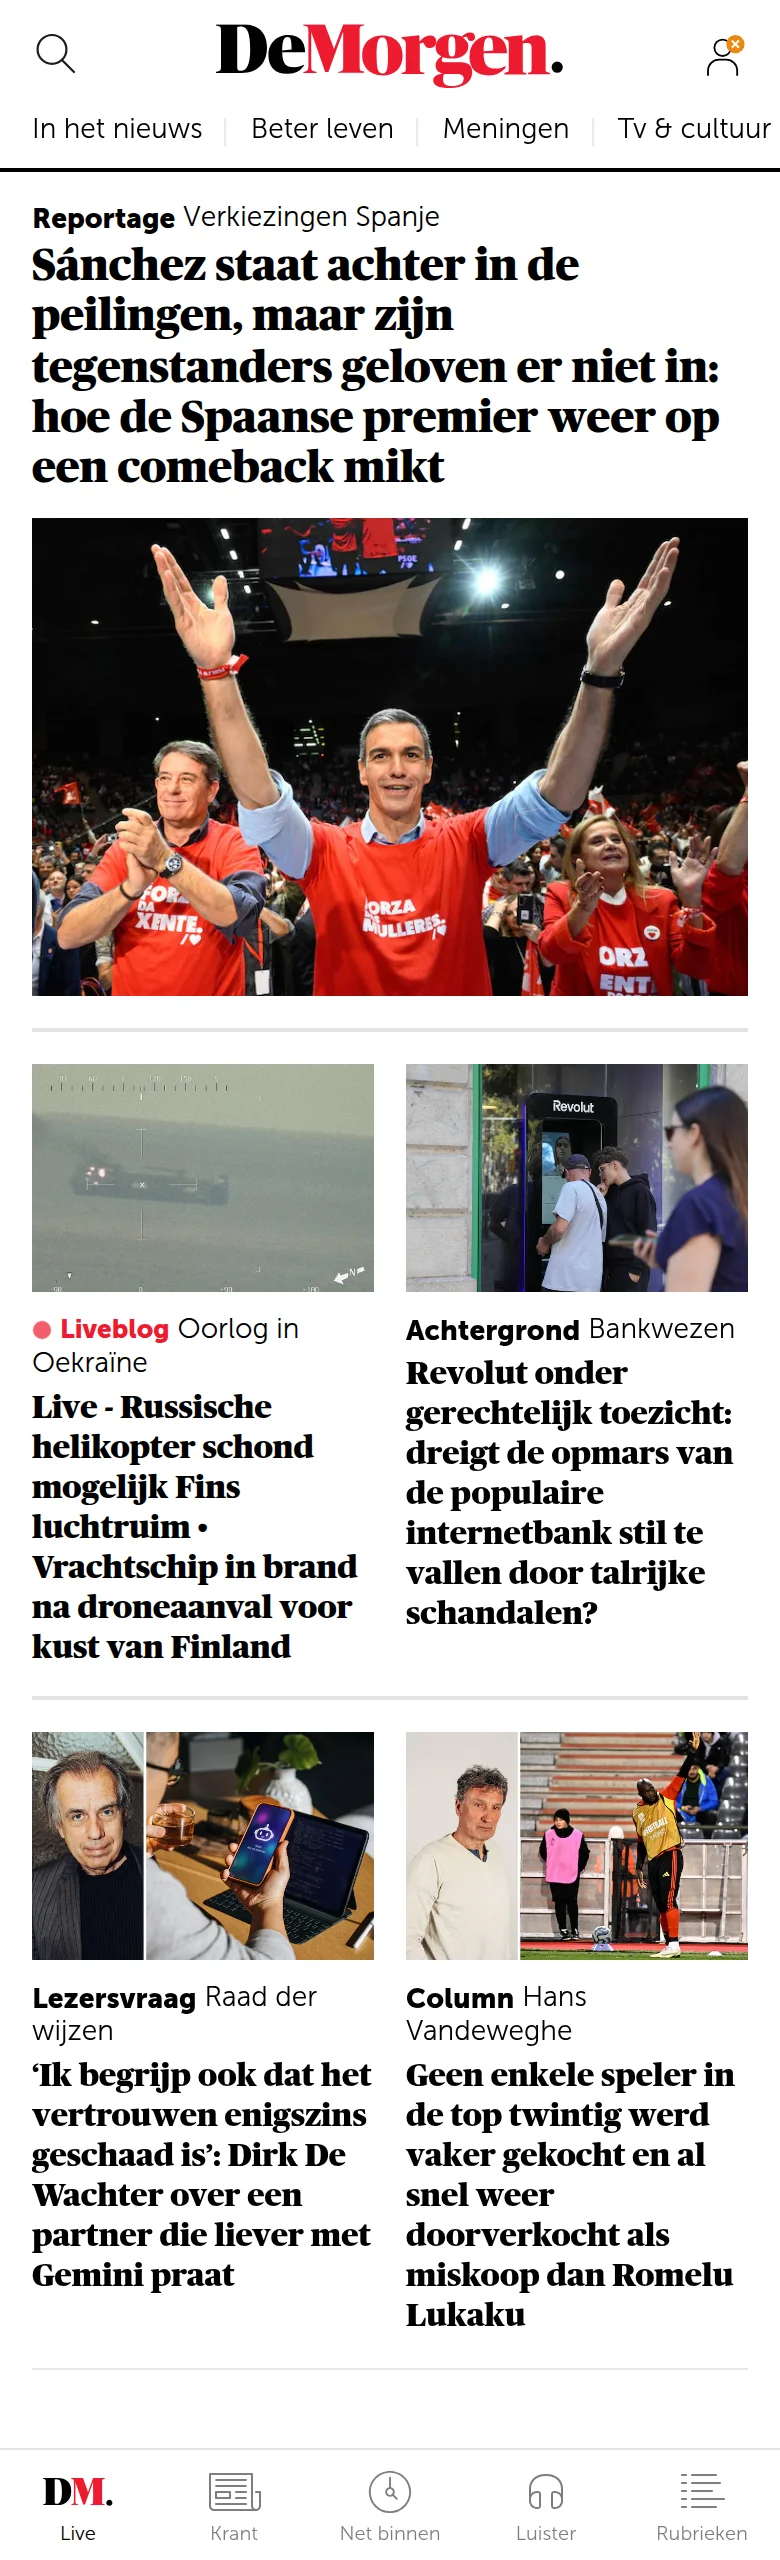 DeMorgen.
In het nieuws
Beter leven
Meningen
Tv & cultuur
Reportage Verkiezingen Spanje
Sánchez staat achter in de
peilingen, maar zijn
tegenstanders geloven er niet in:
hoe de Spaanse premier weer op
een comeback mikt
PSOE
FORZA
DA
XENTE.
FORZA
MULLERES.
Revolut
Liveblog Oorlog in
Oekraïne
Live - Russische
helikopter schond
mogelijk Fins
luchtruim •
Vrachtschip in brand
na droneaanval voor
kust van Finland
Achtergrond Bankwezen
Revolut onder
gerechtelijk toezicht:
dreigt de opmars van
de populaire
internetbank stil te
vallen door talrijke
schandalen?
Lezersvraag Raad der
wijzen
‘Ik begrijp ook dat het
vertrouwen enigszins
geschaad is’: Dirk De
Wachter over een
partner die liever met
Gemini praat
Column Hans
Vandeweghe
Geen enkele speler in
de top twintig werd
vaker gekocht en al
snel weer
doorverkocht als
miskoop dan Romelu
Lukaku
DM.
Live
Krant
Net binnen
Luister
Rubrieken